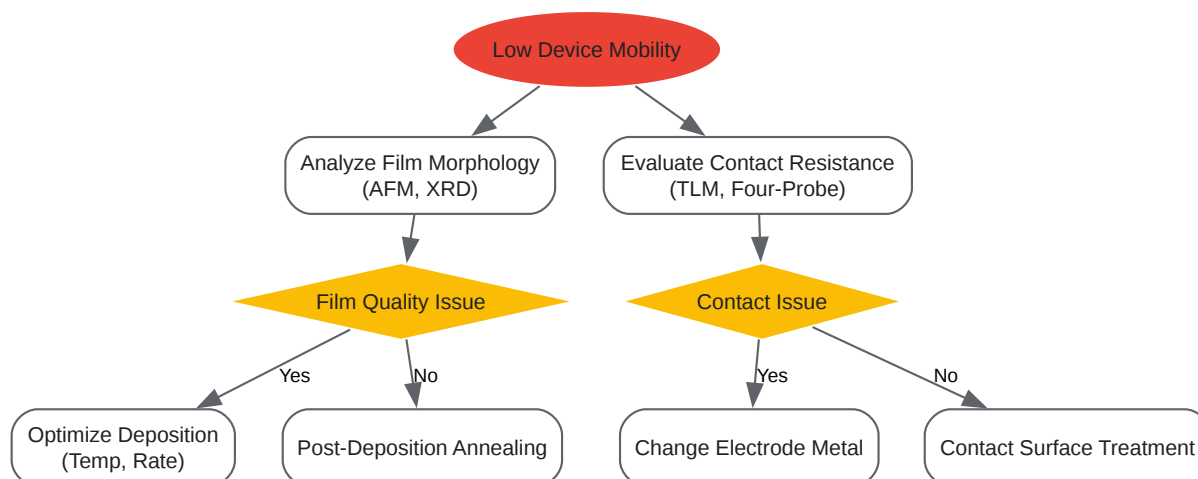 Low Device Mobility
Analyze Film Morphology
(AFM, XRD)
Evaluate Contact Resistance
(TLM, Four-Probe)
Film Quality Issue
Contact Issue
Yes
No
Yes
No
Optimize Deposition
(Temp, Rate)
Post-Deposition Annealing
Change Electrode Metal
Contact Surface Treatment